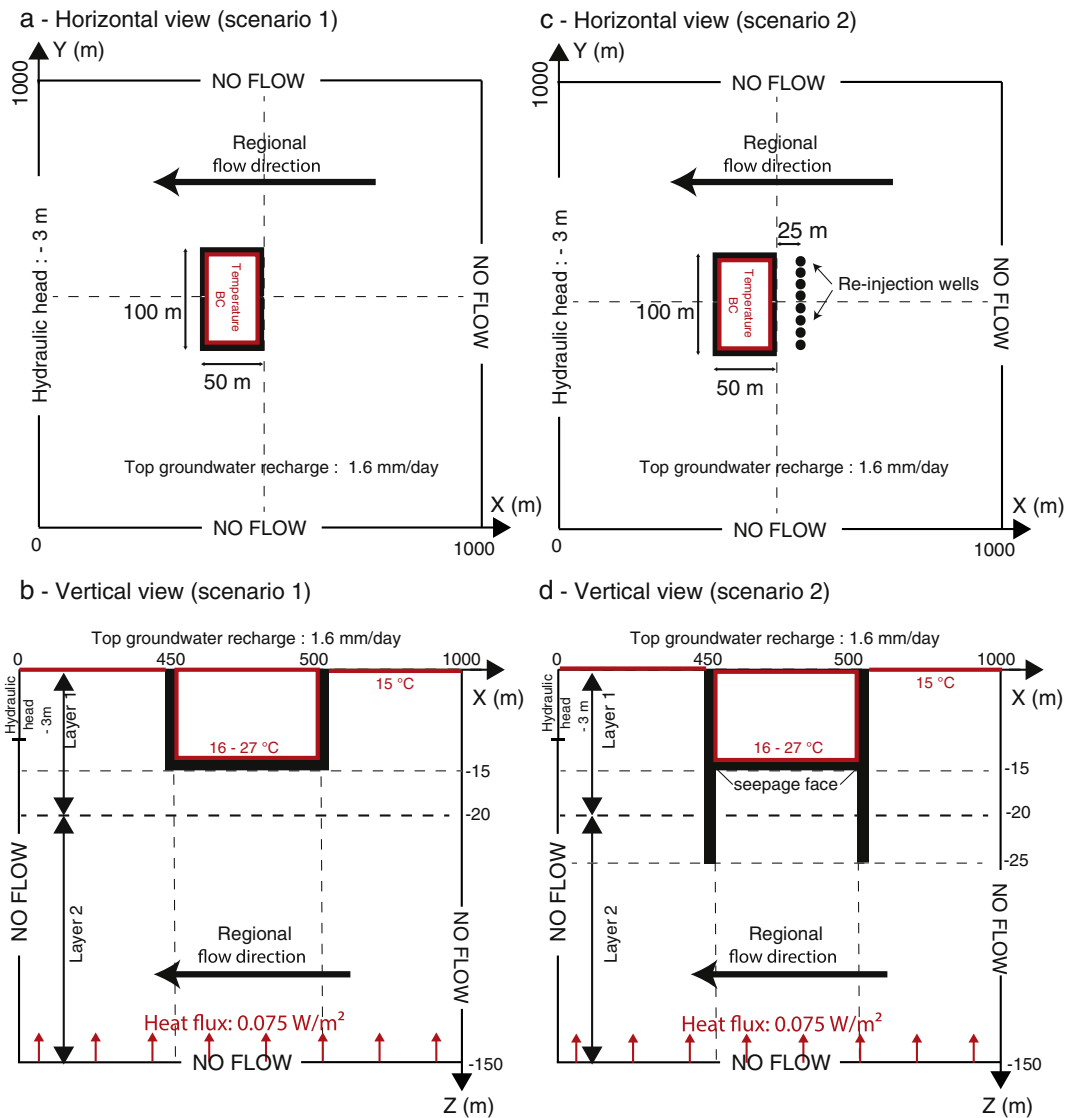 a - Horizontal view (scenario 1)
Y (m)
1000
NO FLOW
Regional
flow direction
Hydraulic head : - 3 m
NO FLOW
Temperature
BC
100 m
50 m
Top groundwater recharge : 1.6 mm/day
X (m)
NO FLOW
0
1000
c - Horizontal view (scenario 2)
Y (m)
1000
NO FLOW
Regional
flow direction
25 m
Hydraulic head : - 3 m
NO FLOW
Re-injection wells
Temperature
BC
100 m
50 m
Top groundwater recharge : 1.6 mm/day
X (m)
NO FLOW
0
1000
b - Vertical view (scenario 1)
Top groundwater recharge : 1.6 mm/day
0
450
500
1000
X (m)
15 °C
Hydraulic
head
- 3m
Layer 1
16 - 27 °C
-15
-20
NO FLOW
Layer 2
NO FLOW
Regional
flow direction
Heat flux: 0.075 W/m²
NO FLOW
-150
Z (m)
d - Vertical view (scenario 2)
Top groundwater recharge : 1.6 mm/day
0
450
500
1000
X (m)
15 °C
Hydraulic
head
- 3 m
Layer 1
16 - 27 °C
-15
seepage face
-20
-25
NO FLOW
Layer 2
NO FLOW
Regional
flow direction
Heat flux: 0.075 W/m²
NO FLOW
-150
Z (m)